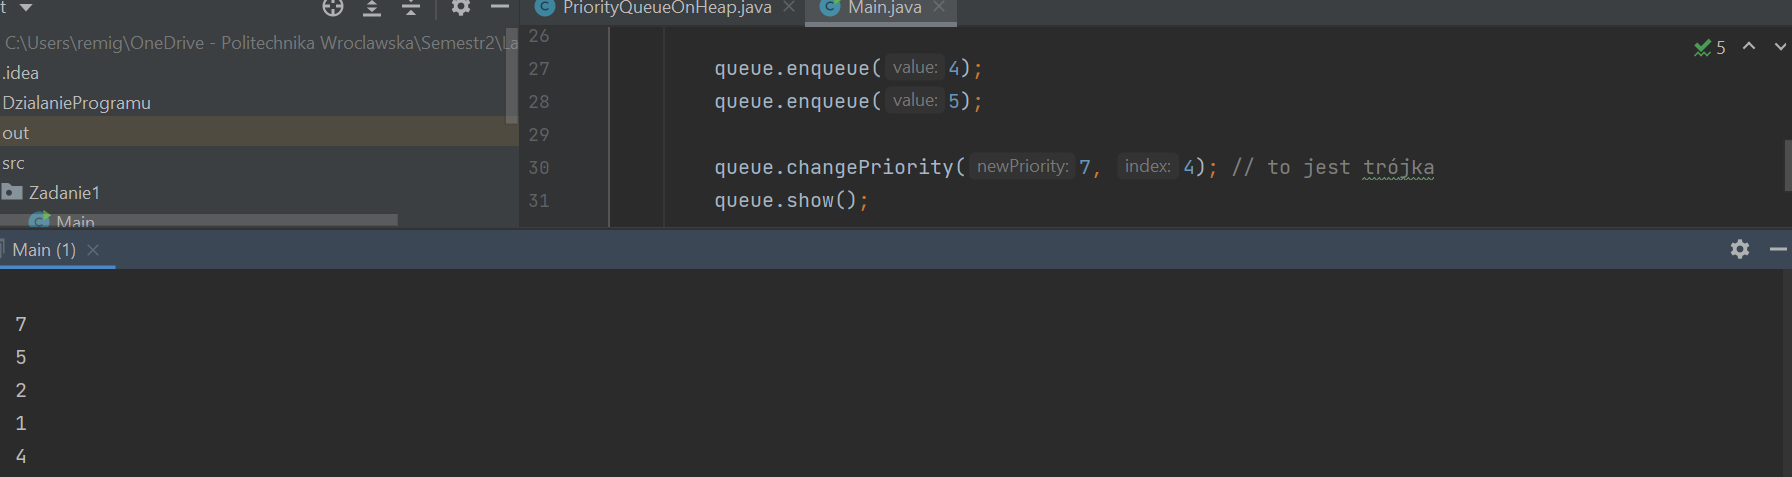 t
PriorityQueueOnHeap.java
Main.java
C:\Users\remig\OneDrive - Politechnika Wroclawska\Semestr2\La
.idea
DzialanieProgramu
out
src
Zadanie1
Main
26
27 queue.enqueue( value: 4);
28 queue.enqueue( value: 5);
29
30 queue.changePriority( newPriority: 7, index: 4); // to jest trójka
31 queue.show();
5
Main (1)
7
5
2
1
4